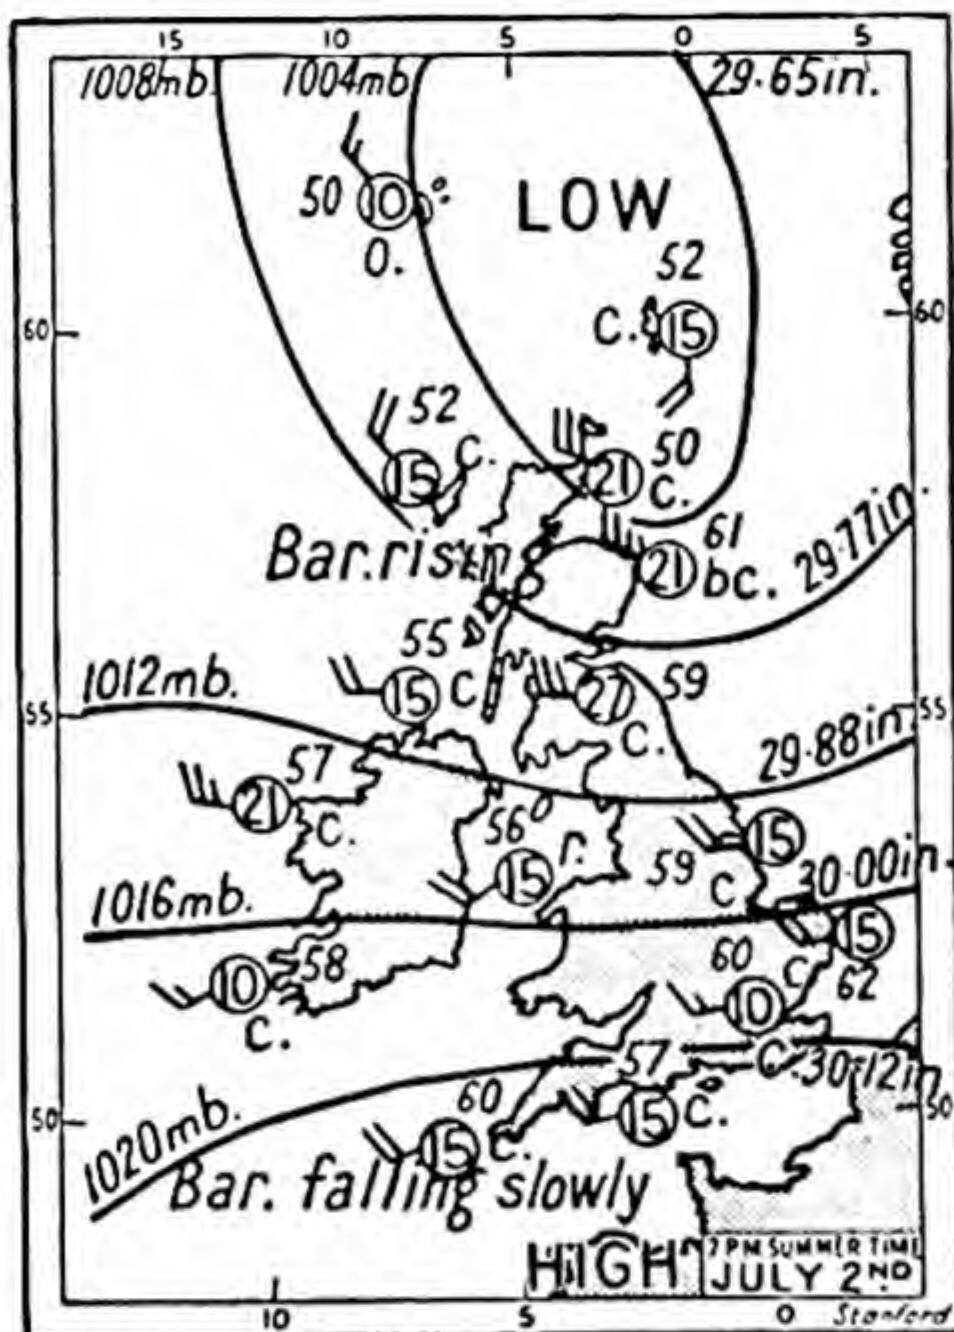 15 10 5 0 5
1008mb. 1004mb 29·65in.
50 10
O.
LOW
52
C. 15
60 60
52
15 C.
50
21 C.
Bar.risen
61
21 bc.
29·77in.
55
15 C
1012mb.
59
27 C.
55 55
29·88in.
57
21 C.
56
15 r.
15
59 C
30·00in.
1016mb.
15
62
58
10 C.
60 C
10
C. 30·12in.
57
15 C.
1020mb.
60
15 C.
50 50
Bar. falling slowly
HIGH
7 PM SUMMER TIME
JULY 2ND
10 5 0 Stanford